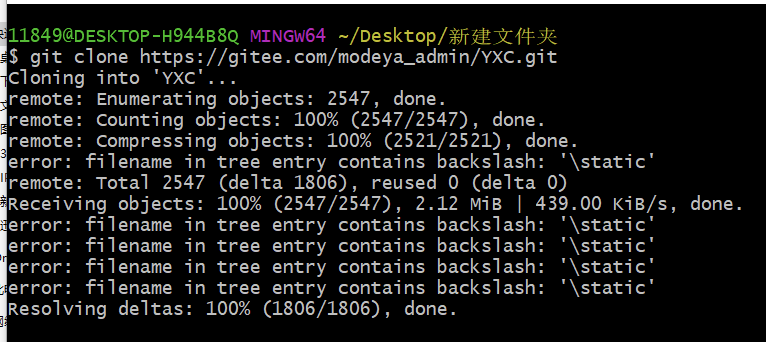 11849@DESKTOP-H944B8Q MINGW64 ~/Desktop/新建文件夹
$ git clone https://gitee.com/modeya_admin/YXC.git
Cloning into 'YXC'...
remote: Enumerating objects: 2547, done.
remote: Counting objects: 100% (2547/2547), done.
remote: Compressing objects: 100% (2521/2521), done.
error: filename in tree entry contains backslash: '\static'
remote: Total 2547 (delta 1806), reused 0 (delta 0)
Receiving objects: 100% (2547/2547), 2.12 MiB | 439.00 KiB/s, done.
error: filename in tree entry contains backslash: '\static'
error: filename in tree entry contains backslash: '\static'
error: filename in tree entry contains backslash: '\static'
error: filename in tree entry contains backslash: '\static'
Resolving deltas: 100% (1806/1806), done.